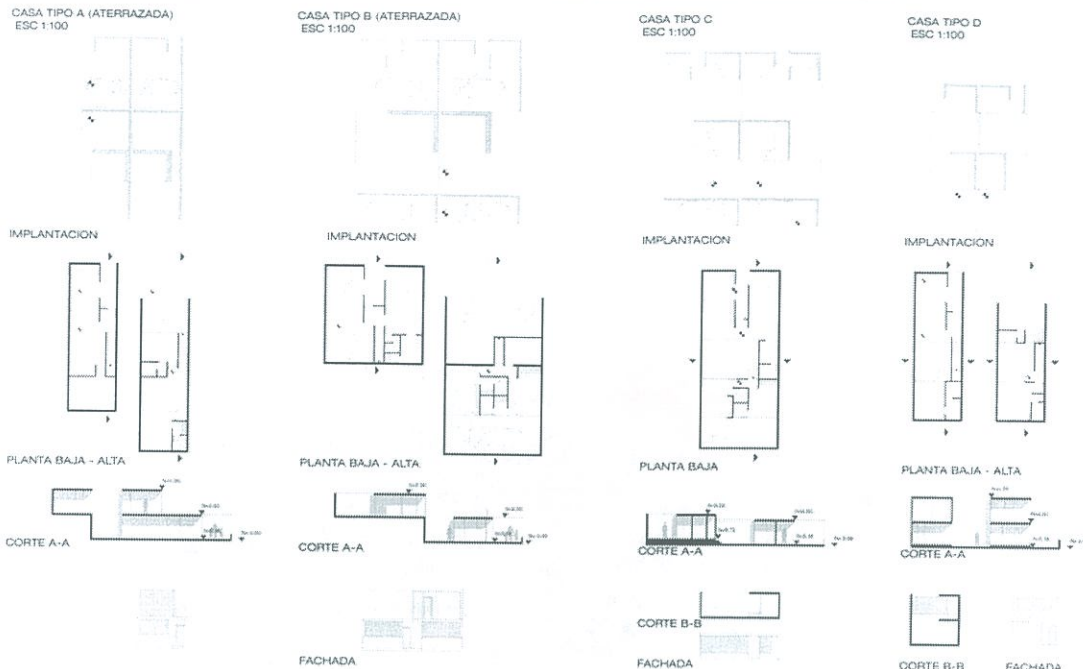 CASA TIPO A (ATERRAZADA)
ESC 1:100
IMPLANTACION
PLANTA BAJA - ALTA
CORTE A-A
CASA TIPO B (ATERRAZADA)
ESC 1:100
IMPLANTACION
PLANTA BAJA - ALTA
CORTE A-A
FACHADA
CASA TIPO C
ESC 1:100
IMPLANTACION
PLANTA BAJA
CORTE A-A
CORTE B-B
FACHADA
CASA TIPO D
ESC 1:100
IMPLANTACION
PLANTA BAJA - ALTA
CORTE A-A
CORTE B-B
FACHADA